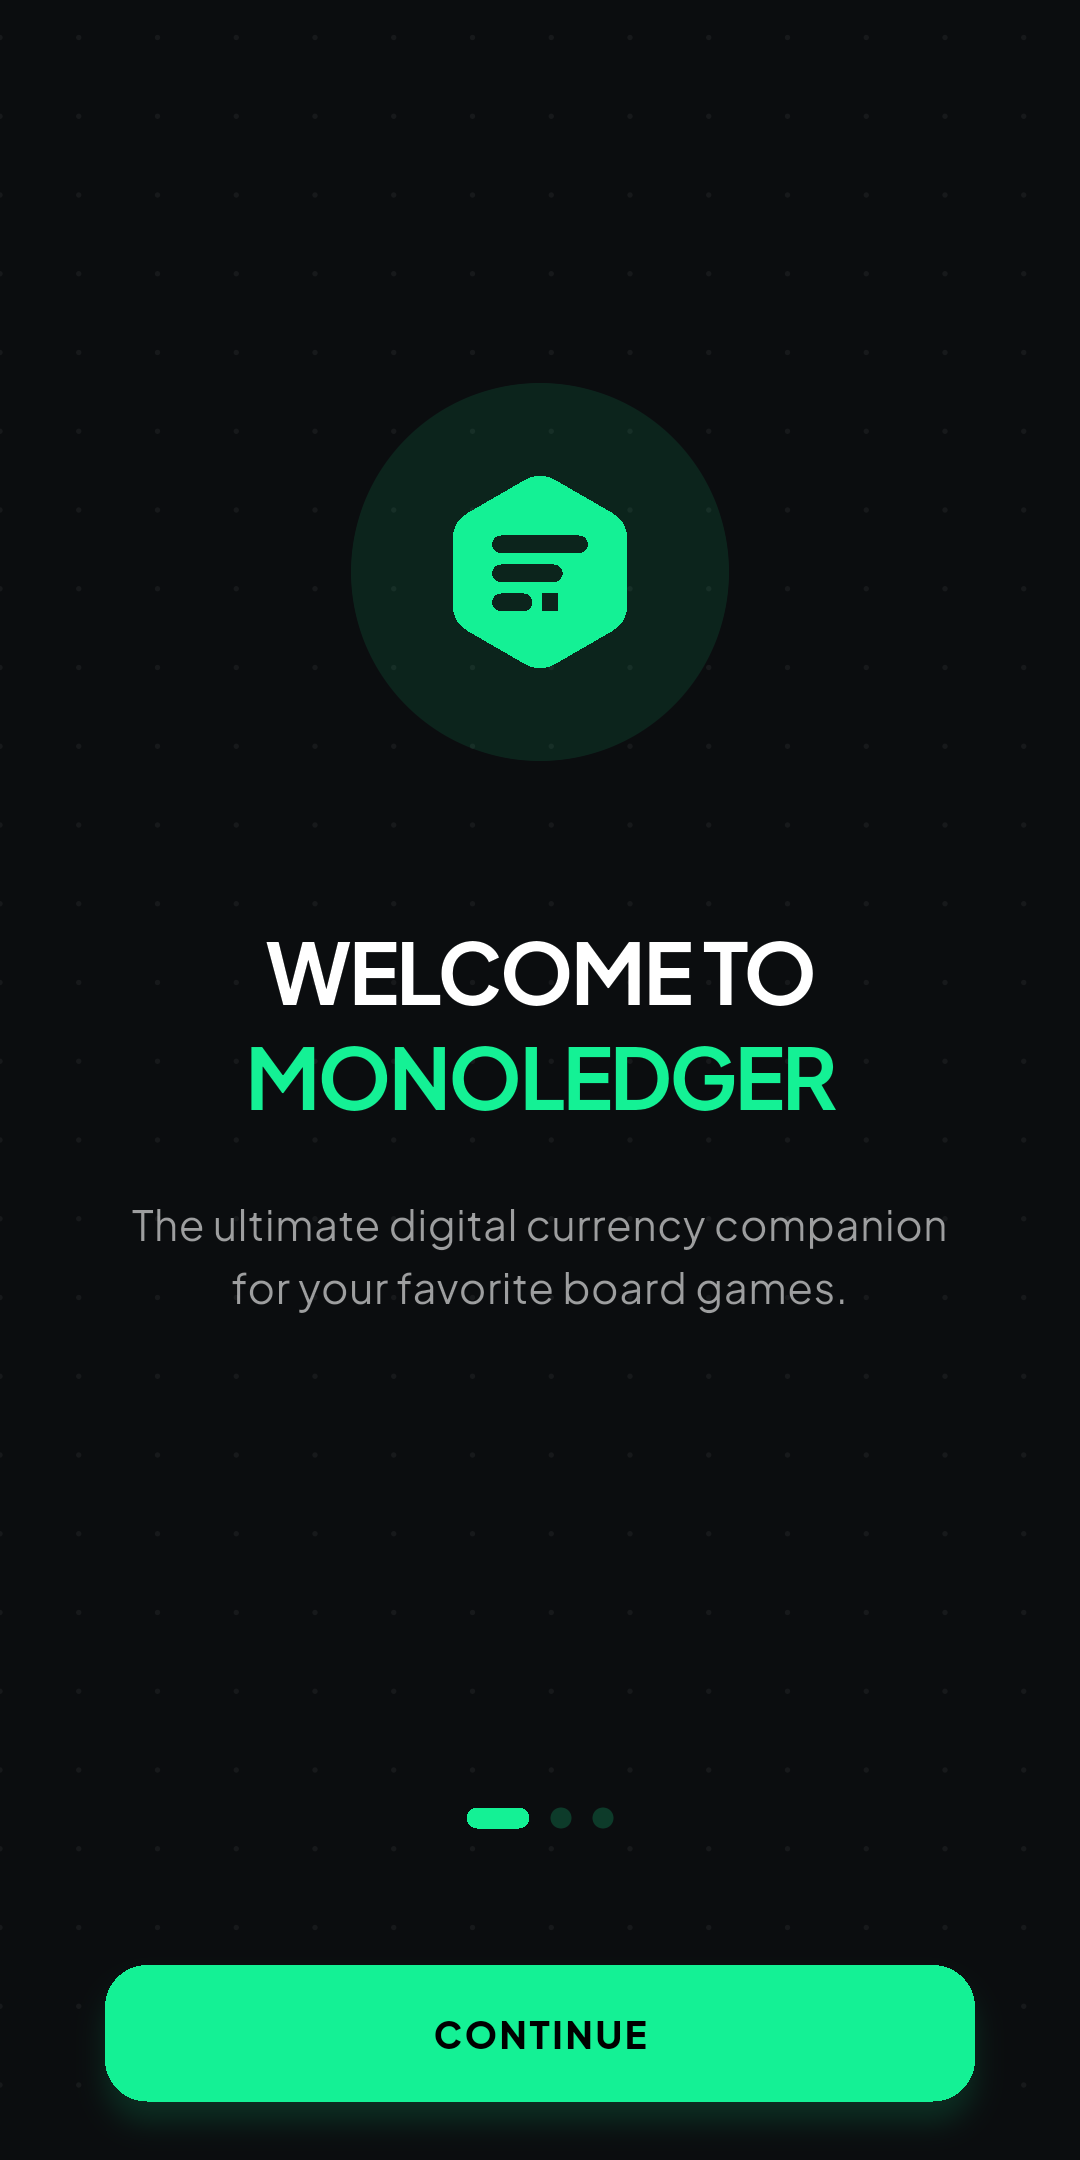 WELCOME TO
MONOLEDGER
The ultimate digital currency companion
for your favorite board games.
CONTINUE